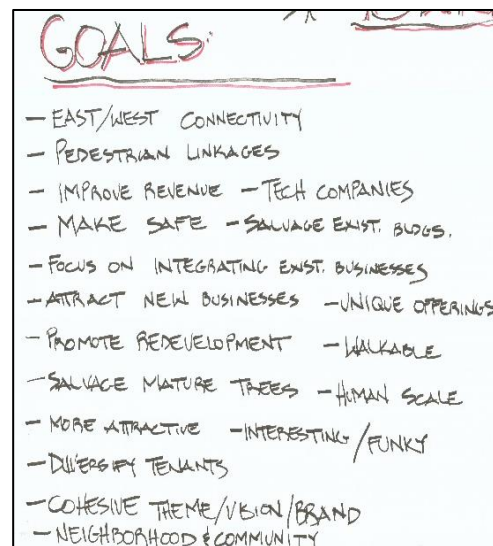 GOALS:
- EAST/WEST CONNECTIVITY
- PEDESTRIAN LINKAGES
- IMPROVE REVENUE - TECH COMPANIES
- MAKE SAFE - SALVAGE EXIST. BLDGS.
- FOCUS ON INTEGRATING EXIST. BUSINESSES
- ATTRACT NEW BUSINESSES - UNIQUE OFFERINGS
- PROMOTE REDEVELOPMENT - WALKABLE
- SALVAGE MATURE TREES - HUMAN SCALE
- MORE ATTRACTIVE - INTERESTING/FUNKY
- DIVERSIFY TENANTS
- COHESIVE THEME/VISION/BRAND
- NEIGHBORHOOD & COMMUNITY